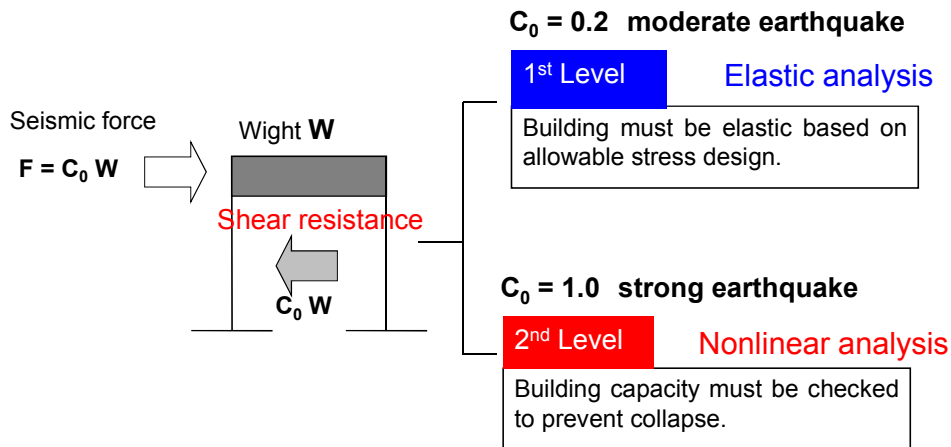 C₀ = 0.2 moderate earthquake
1st Level
Elastic analysis
Building must be elastic based on
allowable stress design.
Seismic force
F = C₀ W
Wight W
Shear resistance
C₀ W
C₀ = 1.0 strong earthquake
2nd Level
Nonlinear analysis
Building capacity must be checked
to prevent collapse.